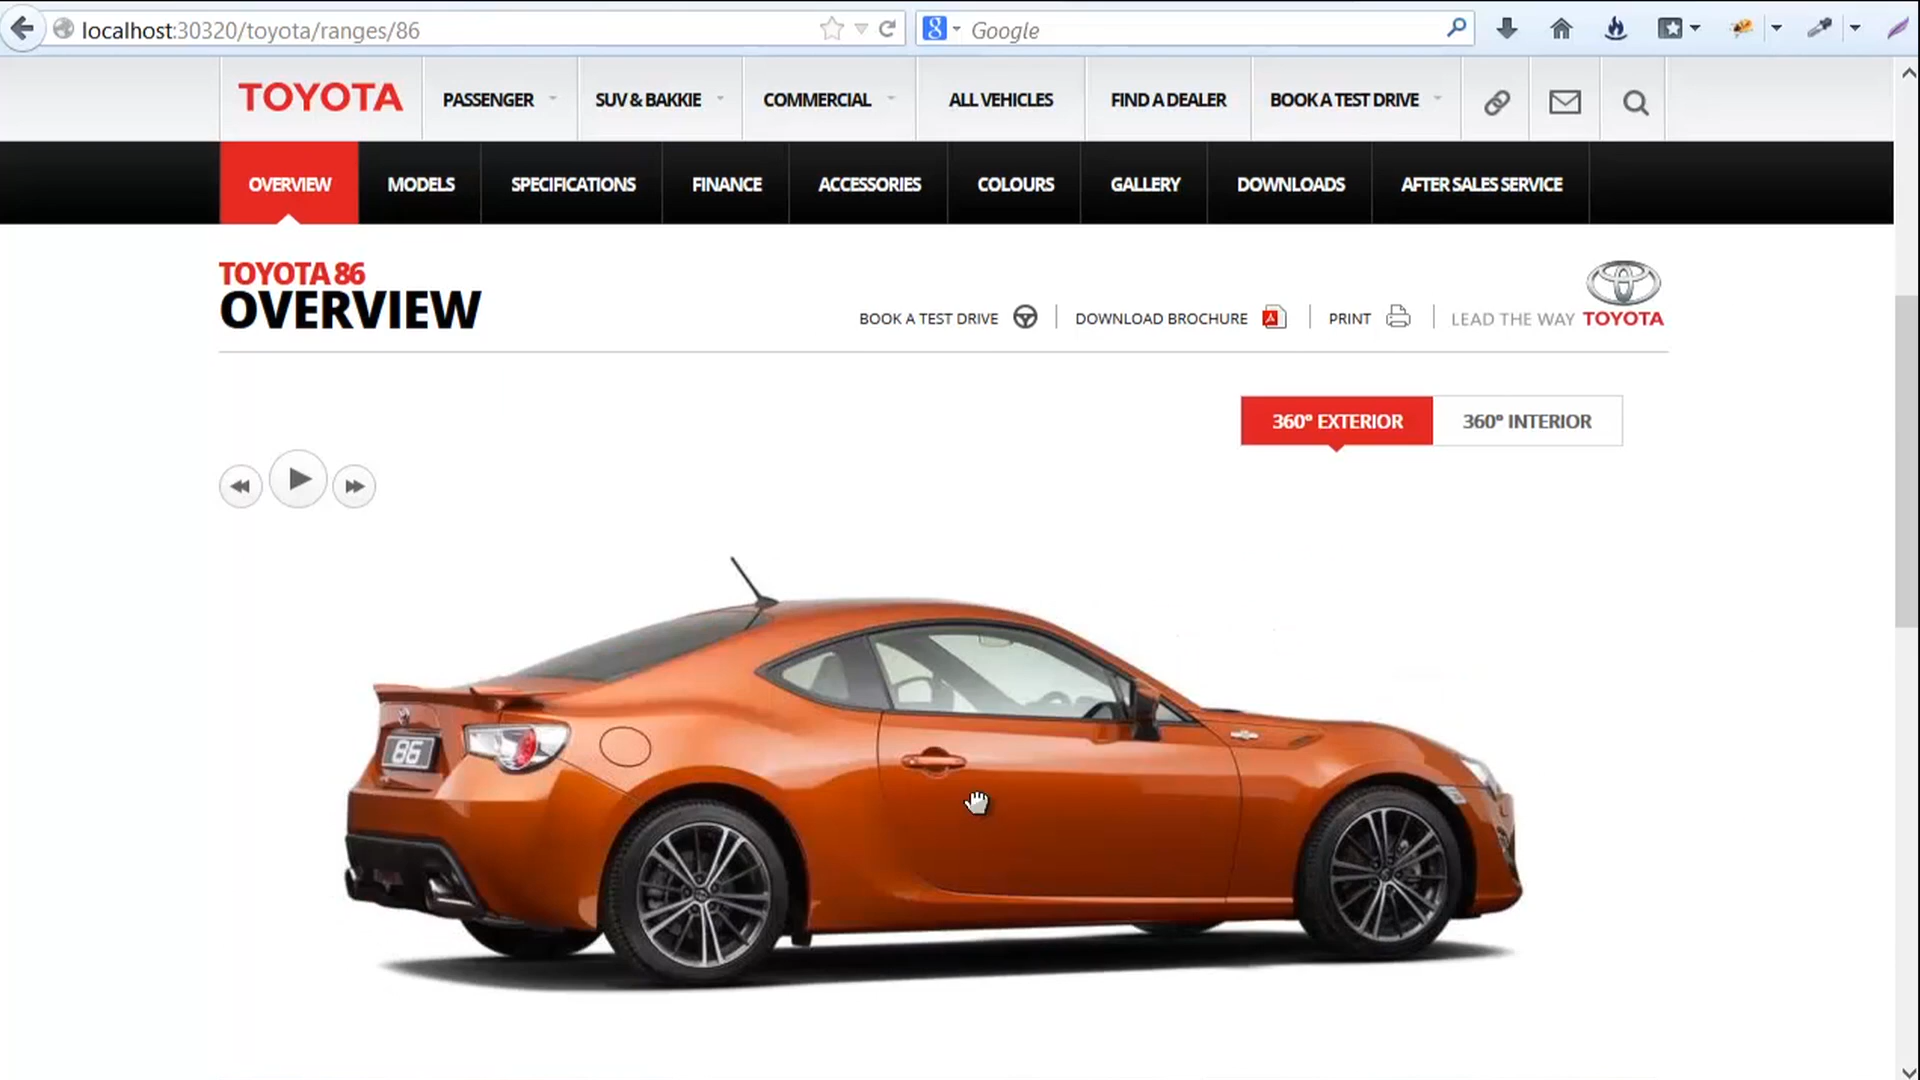 localhost:30320/toyota/ranges/86
Google
TOYOTA PASSENGER SUV & BAKKIE COMMERCIAL ALL VEHICLES FIND A DEALER BOOK A TEST DRIVE
OVERVIEW MODELS SPECIFICATIONS FINANCE ACCESSORIES COLOURS GALLERY DOWNLOADS AFTER SALES SERVICE
TOYOTA 86
OVERVIEW
BOOK A TEST DRIVE DOWNLOAD BROCHURE PRINT LEAD THE WAY TOYOTA
360° EXTERIOR 360° INTERIOR
86